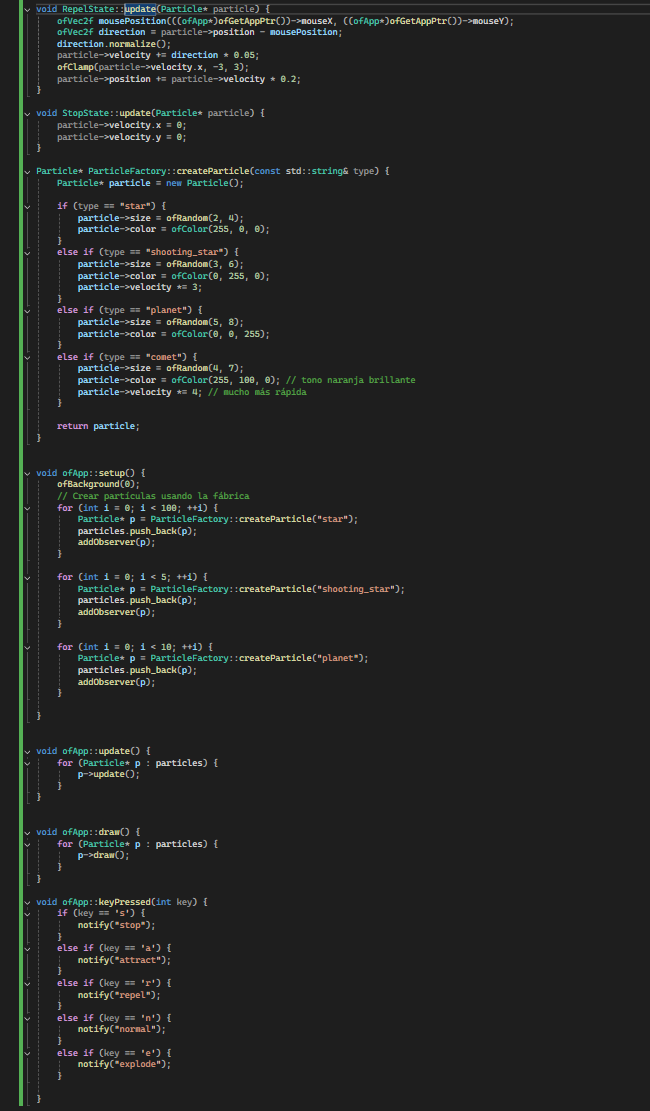 void RepelState::update(Particle* particle) {
    ofVec2f mousePosition(((ofApp*)ofGetAppPtr())->mouseX, ((ofApp*)ofGetAppPtr())->mouseY);
    ofVec2f direction = particle->position - mousePosition;
    direction.normalize();
    particle->velocity += direction * 0.05;
    ofClamp(particle->velocity.x, -3, 3);
    particle->position += particle->velocity * 0.2;
}

void StopState::update(Particle* particle) {
    particle->velocity.x = 0;
    particle->velocity.y = 0;
}

Particle* ParticleFactory::createParticle(const std::string& type) {
    Particle* particle = new Particle();

    if (type == "star") {
        particle->size = ofRandom(2, 4);
        particle->color = ofColor(255, 0, 0);
    }
    else if (type == "shooting_star") {
        particle->size = ofRandom(3, 6);
        particle->color = ofColor(0, 255, 0);
        particle->velocity *= 3;
    }
    else if (type == "planet") {
        particle->size = ofRandom(5, 8);
        particle->color = ofColor(0, 0, 255);
    }
    else if (type == "comet") {
        particle->size = ofRandom(4, 7);
        particle->color = ofColor(255, 100, 0); // tono naranja brillante
        particle->velocity *= 4; // mucho más rápida
    }

    return particle;
}


void ofApp::setup() {
    ofBackground(0);
    // Crear partículas usando la fábrica
    for (int i = 0; i < 100; ++i) {
        Particle* p = ParticleFactory::createParticle("star");
        particles.push_back(p);
        addObserver(p);
    }

    for (int i = 0; i < 5; ++i) {
        Particle* p = ParticleFactory::createParticle("shooting_star");
        particles.push_back(p);
        addObserver(p);
    }

    for (int i = 0; i < 10; ++i) {
        Particle* p = ParticleFactory::createParticle("planet");
        particles.push_back(p);
        addObserver(p);
    }

}


void ofApp::update() {
    for (Particle* p : particles) {
        p->update();
    }
}


void ofApp::draw() {
    for (Particle* p : particles) {
        p->draw();
    }
}

void ofApp::keyPressed(int key) {
    if (key == 's') {
        notify("stop");
    }
    else if (key == 'a') {
        notify("attract");
    }
    else if (key == 'r') {
        notify("repel");
    }
    else if (key == 'n') {
        notify("normal");
    }
    else if (key == 'e') {
        notify("explode");
    }

}